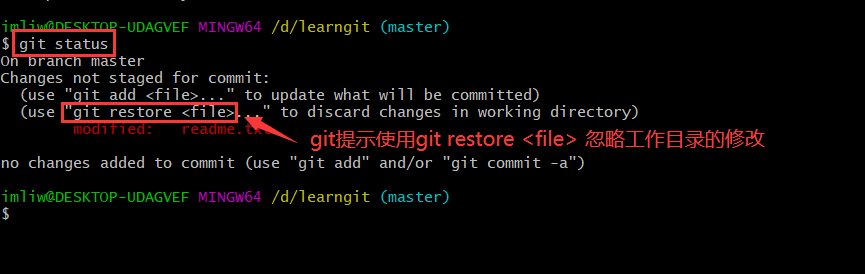 imliw@DESKTOP-UDAGVEF MINGW64 /d/learngit (master)
$ git status
On branch master
Changes not staged for commit:
(use "git add <file>..." to update what will be committed)
(use "git restore <file>..." to discard changes in working directory)
modified: readme.tx
git提示使用git restore <file> 忽略工作目录的修改
no changes added to commit (use "git add" and/or "git commit -a")
imliw@DESKTOP-UDAGVEF MINGW64 /d/learngit (master)
$